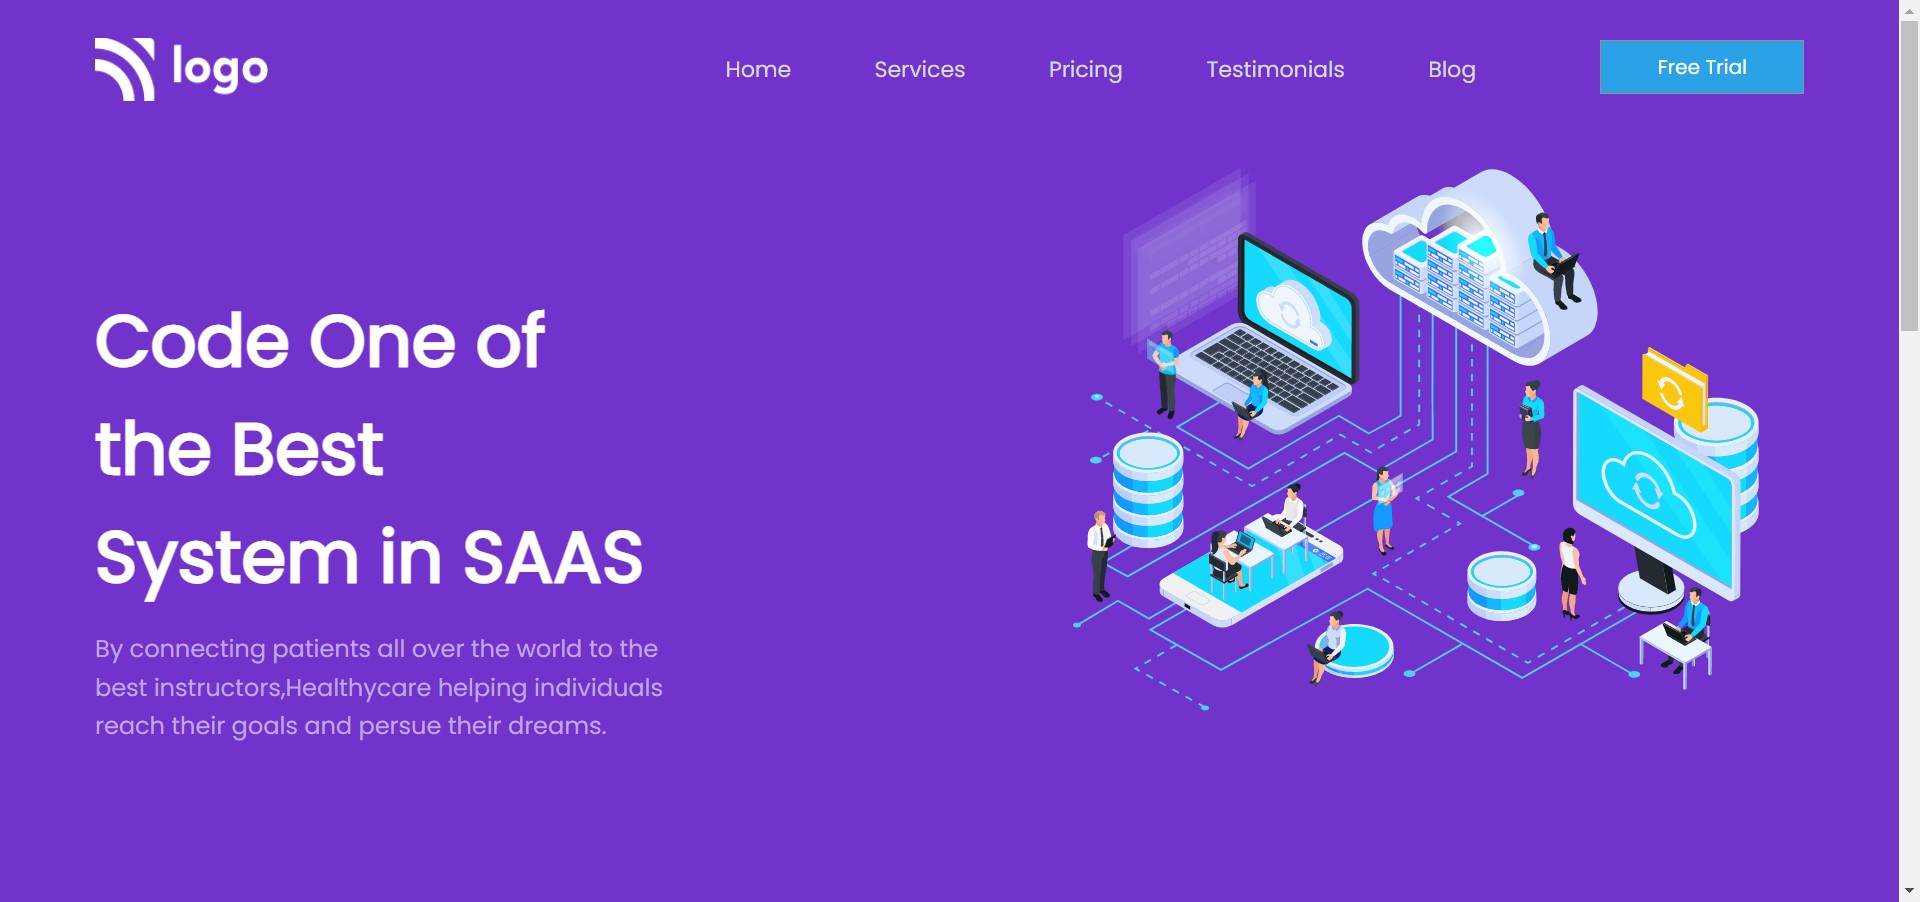 logo
Home Services Pricing Testimonials Blog Free Trial
Code One of
the Best
System in SAAS
By connecting patients all over the world to the
best instructors,Healthycare helping individuals
reach their goals and persue their dreams.